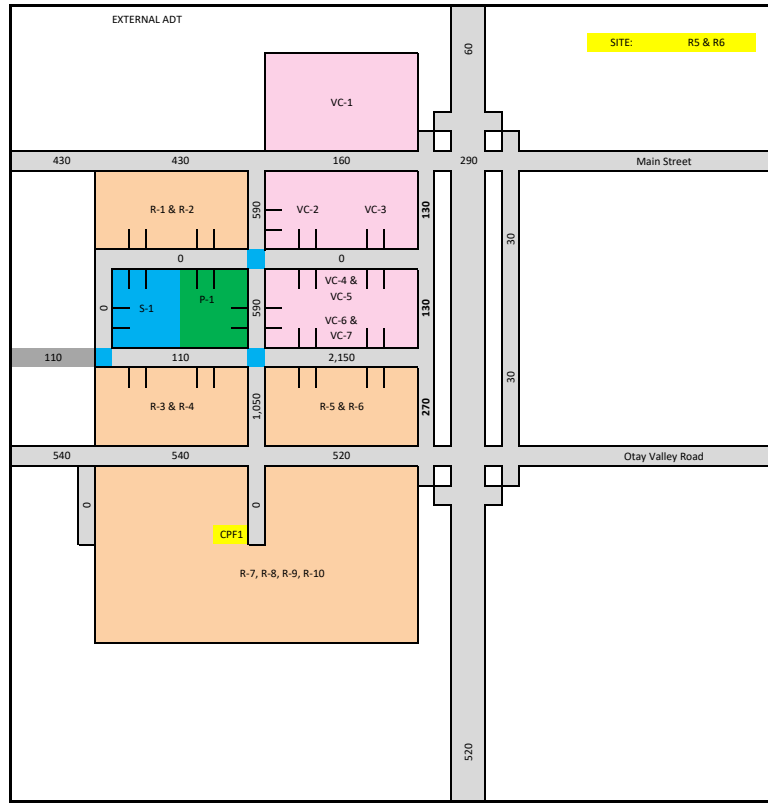 EXTERNAL ADT
60
SITE: R5 & R6
VC-1
430
430
160
290
Main Street
R-1 & R-2
590
VC-2
VC-3
130
30
0
0
S-1
P-1
0
590
VC-4 &
VC-5
VC-6 &
VC-7
130
110
110
2,150
R-3 & R-4
1,050
R-5 & R-6
270
30
540
540
520
Otay Valley Road
0
0
CPF1
R-7, R-8, R-9, R-10
520